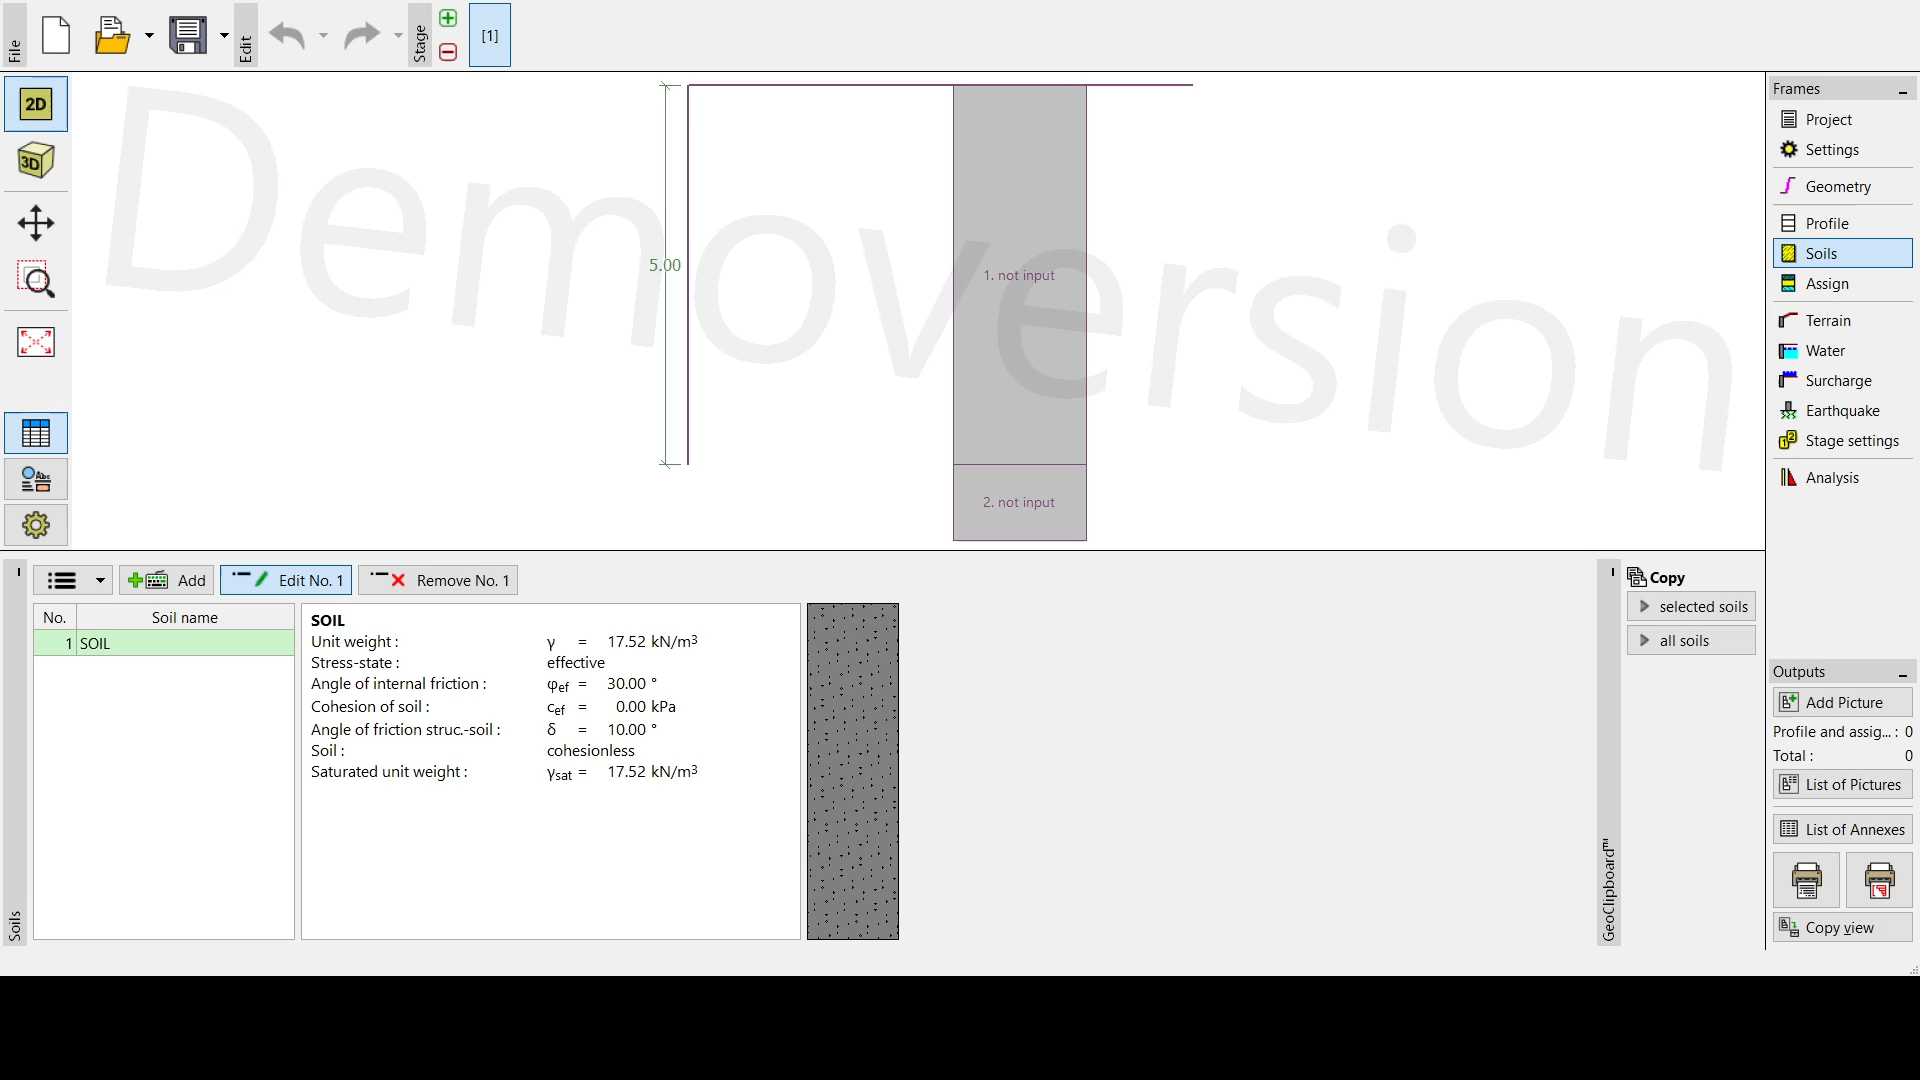 File
Edit
Stage
[1]
2D
3D
Demoversion
5.00
1. not input
2. not input
Abc
Frames
Project
Settings
Geometry
Profile
Soils
Assign
Terrain
Water
Surcharge
Earthquake
Stage settings
Analysis
Outputs
Add Picture
Profile and assig... : 0
Total : 0
List of Pictures
List of Annexes
Copy view
Soils
Add
Edit No. 1
Remove No. 1
No. Soil name
1 SOIL
SOIL
Unit weight : γ = 17.52 kN/m³
Stress-state : effective
Angle of internal friction : φef = 30.00 °
Cohesion of soil : cef = 0.00 kPa
Angle of friction struc.-soil : δ = 10.00 °
Soil : cohesionless
Saturated unit weight : γsat = 17.52 kN/m³
GeoClipboard™
Copy
selected soils
all soils